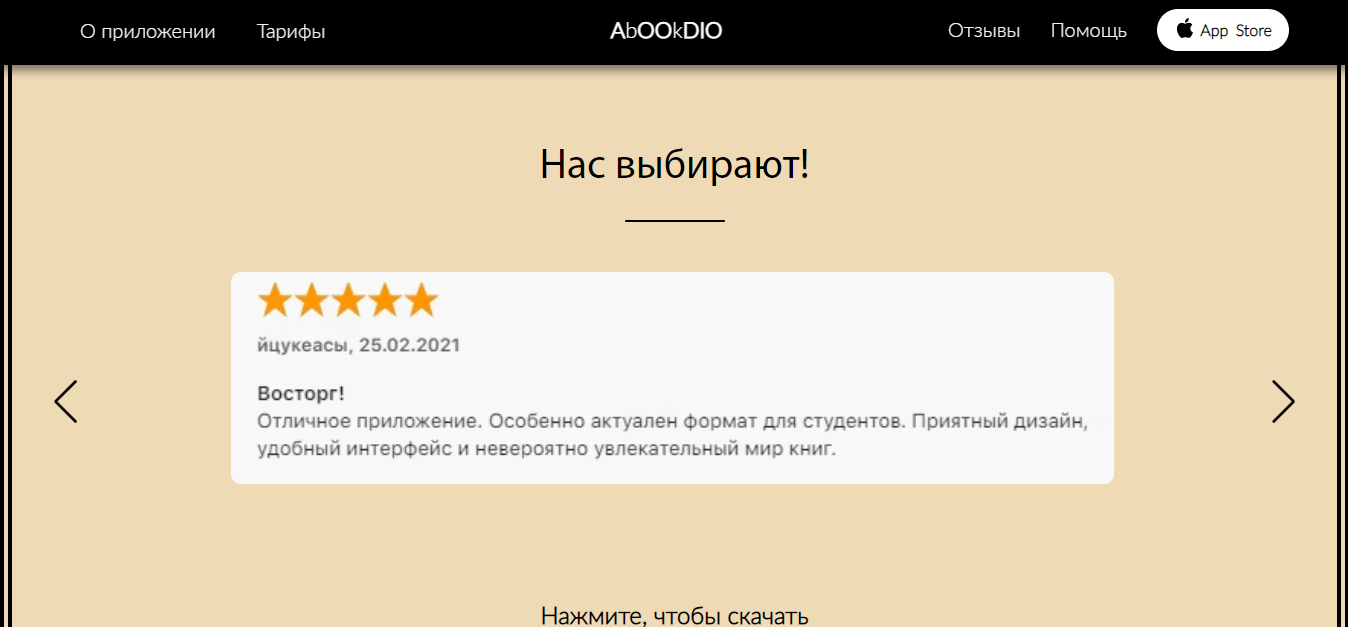 О приложении Тарифы AbOOkDIO Отзывы Помощь App Store
Нас выбирают!
йцукеасы, 25.02.2021
Восторг!
Отличное приложение. Особенно актуален формат для студентов. Приятный дизайн,
удобный интерфейс и невероятно увлекательный мир книг.
Нажмите, чтобы скачать